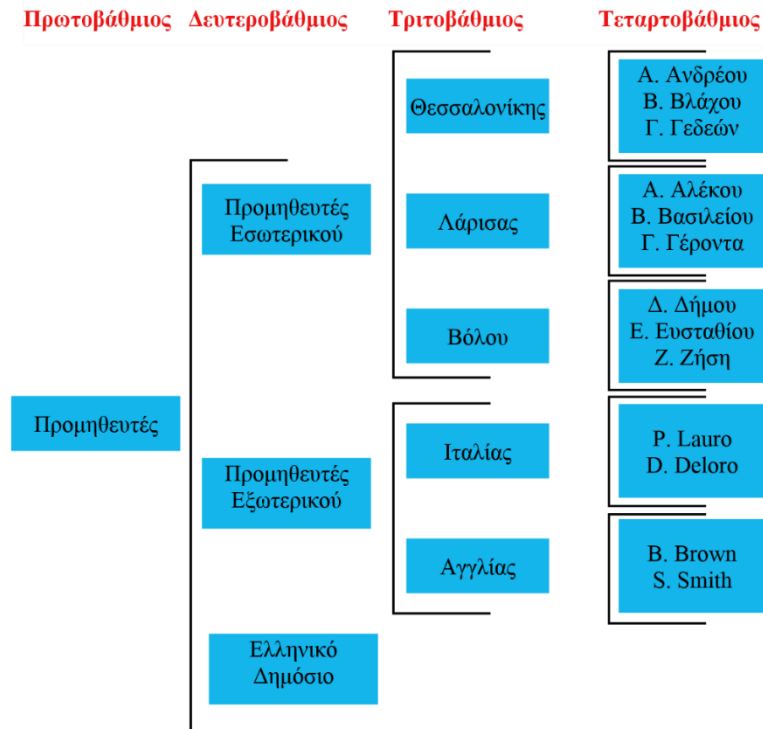 Πρωτοβάθμιος Δευτεροβάθμιος Τριτοβάθμιος Τεταρτοβάθμιος
Προμηθευτές
Προμηθευτές
Εσωτερικού
Θεσσαλονίκης
Α. Ανδρέου
Β. Βλάχου
Γ. Γεδεών
Λάρισας
Α. Αλέκου
Β. Βασιλείου
Γ. Γέροντα
Βόλου
Δ. Δήμου
Ε. Ευσταθίου
Ζ. Ζήση
Προμηθευτές
Εξωτερικού
Ιταλίας
P. Lauro
D. Deloro
Αγγλίας
B. Brown
S. Smith
Ελληνικό
Δημόσιο